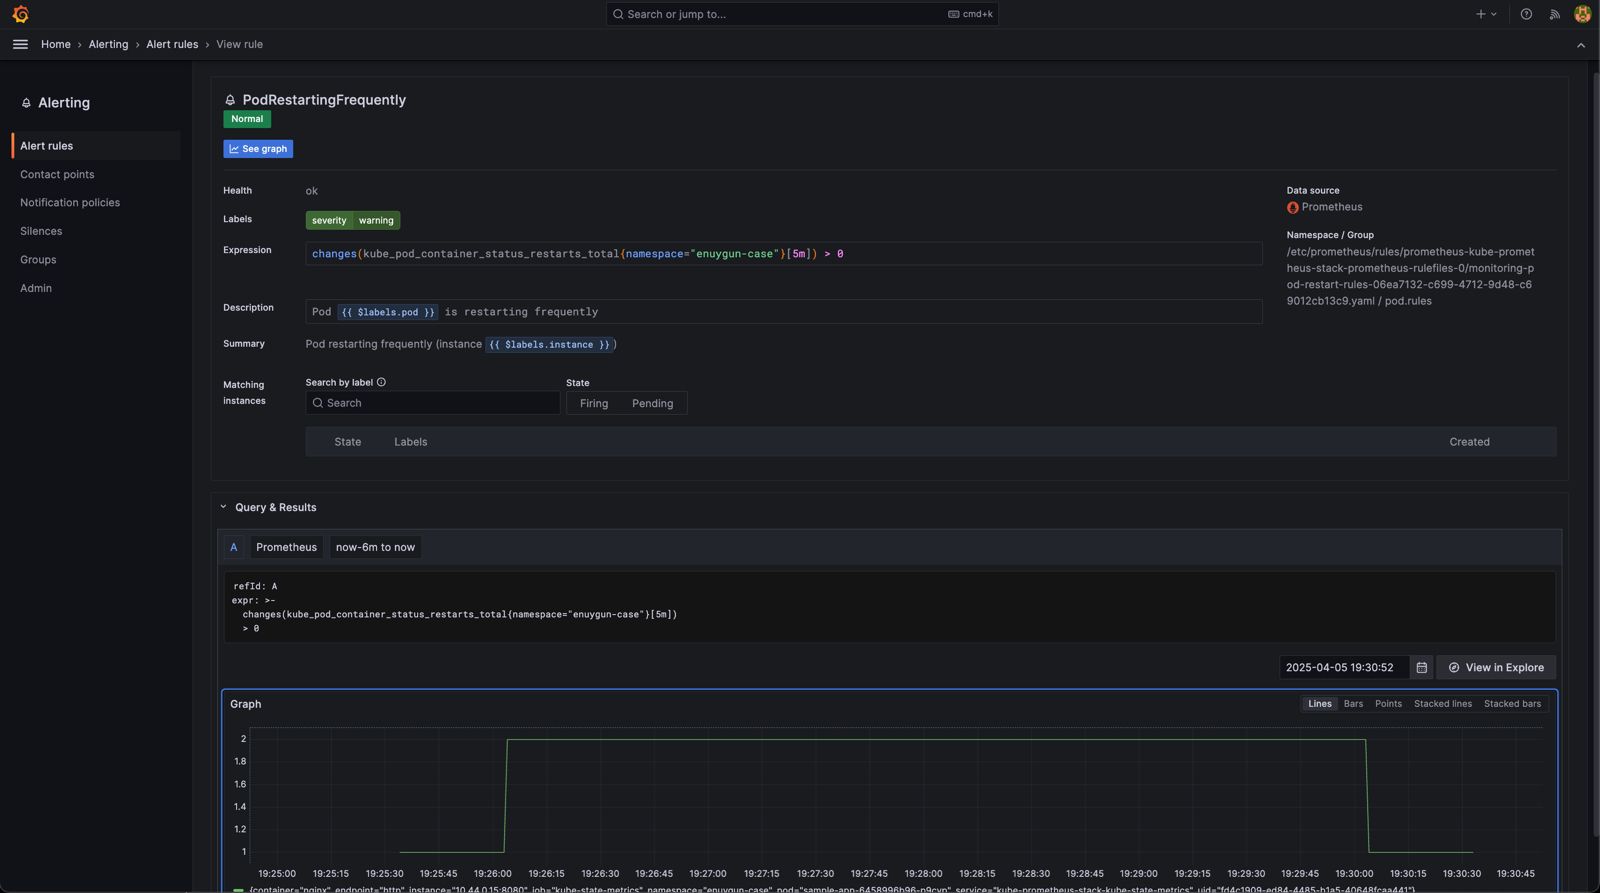 Search or jump to...
cmd+k
Home › Alerting › Alert rules › View rule
Alerting
Alert rules
Contact points
Notification policies
Silences
Groups
Admin
PodRestartingFrequently
Normal
See graph
Health
ok
Labels
severity warning
Expression
changes(kube_pod_container_status_restarts_total{namespace="enuygun-case"}[5m]) > 0
Description
Pod {{ $labels.pod }} is restarting frequently
Summary
Pod restarting frequently (instance {{ $labels.instance }})
Matching
instances
Search by label
Search
State
Firing Pending
State Labels Created
Data source
Prometheus
Namespace / Group
/etc/prometheus/rules/prometheus-kube-promet
heus-stack-prometheus-rulefiles-0/monitoring-p
od-restart-rules-06ea7132-c699-4712-9d48-c6
9012cb13c9.yaml / pod.rules
Query & Results
A Prometheus now-6m to now
refId: A
expr: >-
changes(kube_pod_container_status_restarts_total{namespace="enuygun-case"}[5m])
> 0
2025-04-05 19:30:52
View in Explore
Graph
Lines Bars Points Stacked lines Stacked bars
2
1.8
1.6
1.4
1.2
1
19:25:00 19:25:15 19:25:30 19:25:45 19:26:00 19:26:15 19:26:30 19:26:45 19:27:00 19:27:15 19:27:30 19:27:45 19:28:00 19:28:15 19:28:30 19:28:45 19:29:00 19:29:15 19:29:30 19:29:45 19:30:00 19:30:15 19:30:30 19:30:45
{container="nginx", endpoint="http", instance="10.44.0.15:8080", job="kube-state-metrics", namespace="enuygun-case", pod="sample-app-6458996b96-p9cvp", service="kube-prometheus-stack-kube-state-metrics", uid="fd4c1909-ed84-4485-b1a5-40648fcaa441"}